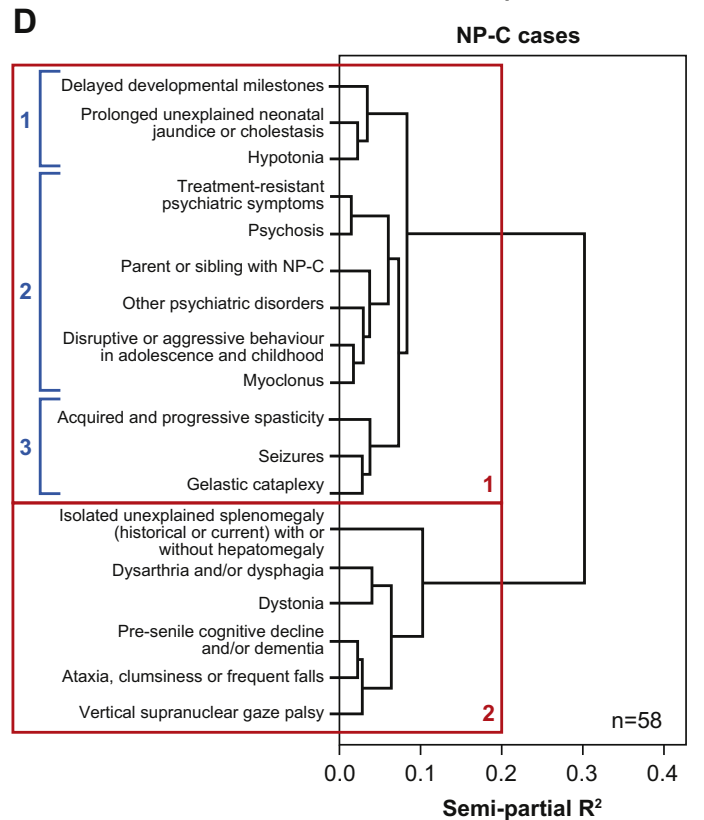 D
NP-C cases
1
Delayed developmental milestones
Prolonged unexplained neonatal
jaundice or cholestasis
Hypotonia
2
Treatment-resistant
psychiatric symptoms
Psychosis
Parent or sibling with NP-C
Other psychiatric disorders
Disruptive or aggressive behaviour
in adolescence and childhood
Myoclonus
3
Acquired and progressive spasticity
Seizures
Gelastic cataplexy
1
Isolated unexplained splenomegaly
(historical or current) with or
without hepatomegaly
Dysarthria and/or dysphagia
Dystonia
Pre-senile cognitive decline
and/or dementia
Ataxia, clumsiness or frequent falls
Vertical supranuclear gaze palsy
2
n=58
0.0 0.1 0.2 0.3 0.4
Semi-partial R²